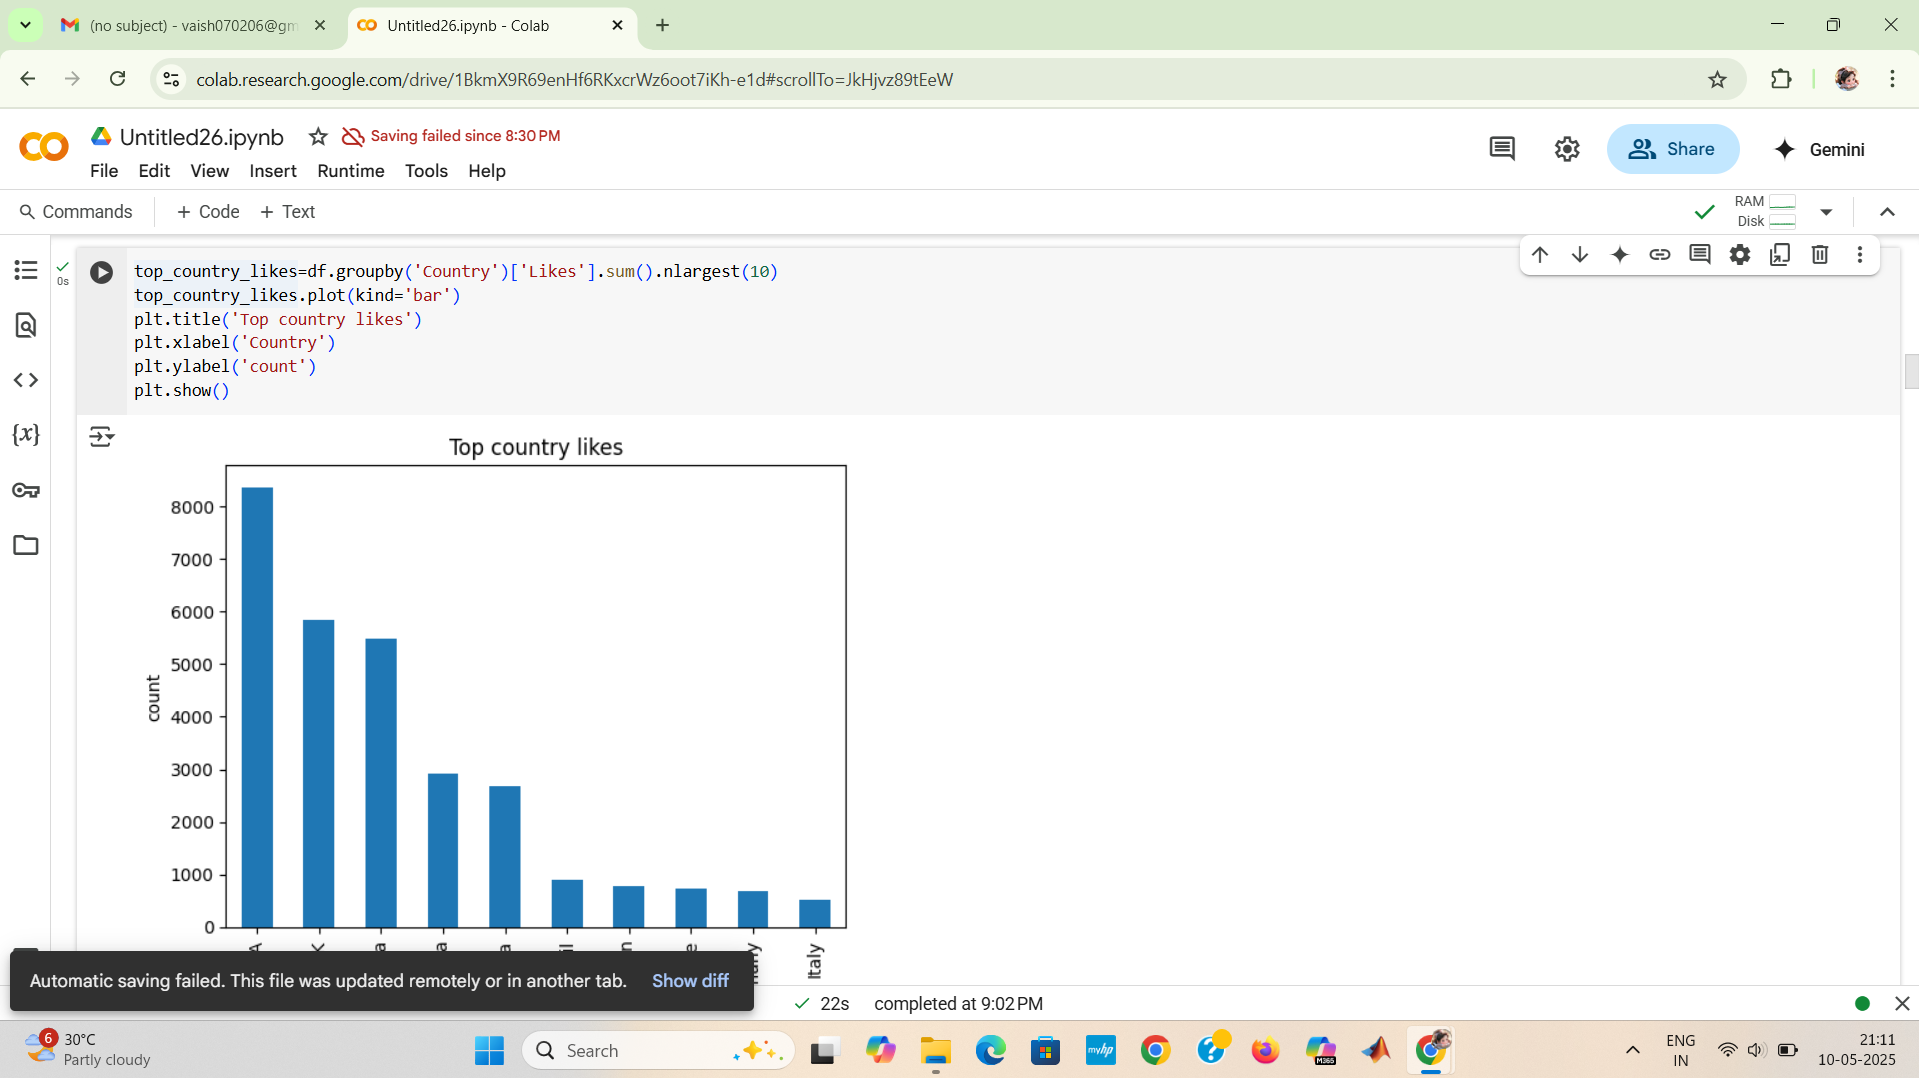 (no subject) - vaish070206@gm
Untitled26.ipynb - Colab
colab.research.google.com/drive/1BkmX9R69enHf6RKxcrWz6oot7iKh-e1d#scrollTo=JkHjvz89tEeW
Untitled26.ipynb
Saving failed since 8:30 PM
File Edit View Insert Runtime Tools Help
Share
Gemini
Commands + Code + Text
RAM
Disk
0s
top_country_likes=df.groupby('Country')['Likes'].sum().nlargest(10)
top_country_likes.plot(kind='bar')
plt.title('Top country likes')
plt.xlabel('Country')
plt.ylabel('count')
plt.show()
Top country likes
8000
7000
6000
5000
4000
3000
2000
1000
0
count
Italy
Automatic saving failed. This file was updated remotely or in another tab. Show diff
22s completed at 9:02 PM
6
30°C
Partly cloudy
Search
myhp
M365
ENG
IN
21:11
10-05-2025